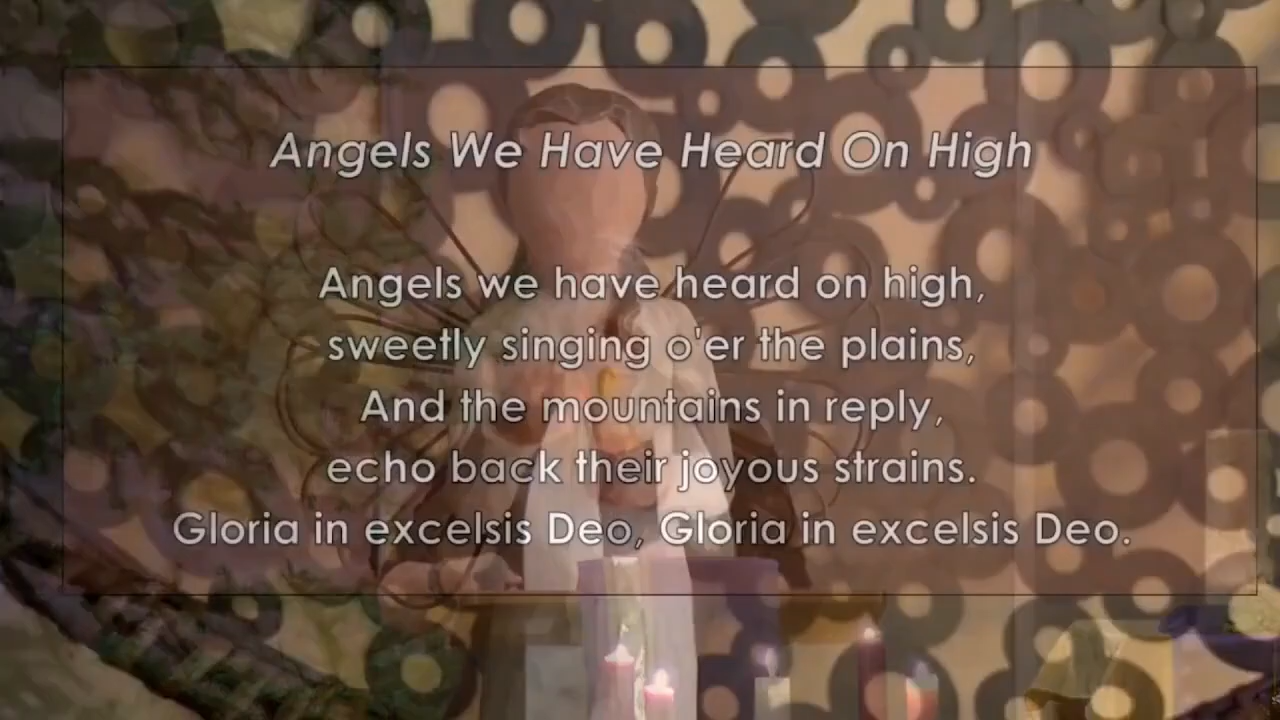 Angels We Have Heard On High
Angels we have heard on high,
sweetly singing o'er the plains,
And the mountains in reply,
echo back their joyous strains.
Gloria in excelsis Deo, Gloria in excelsis Deo.